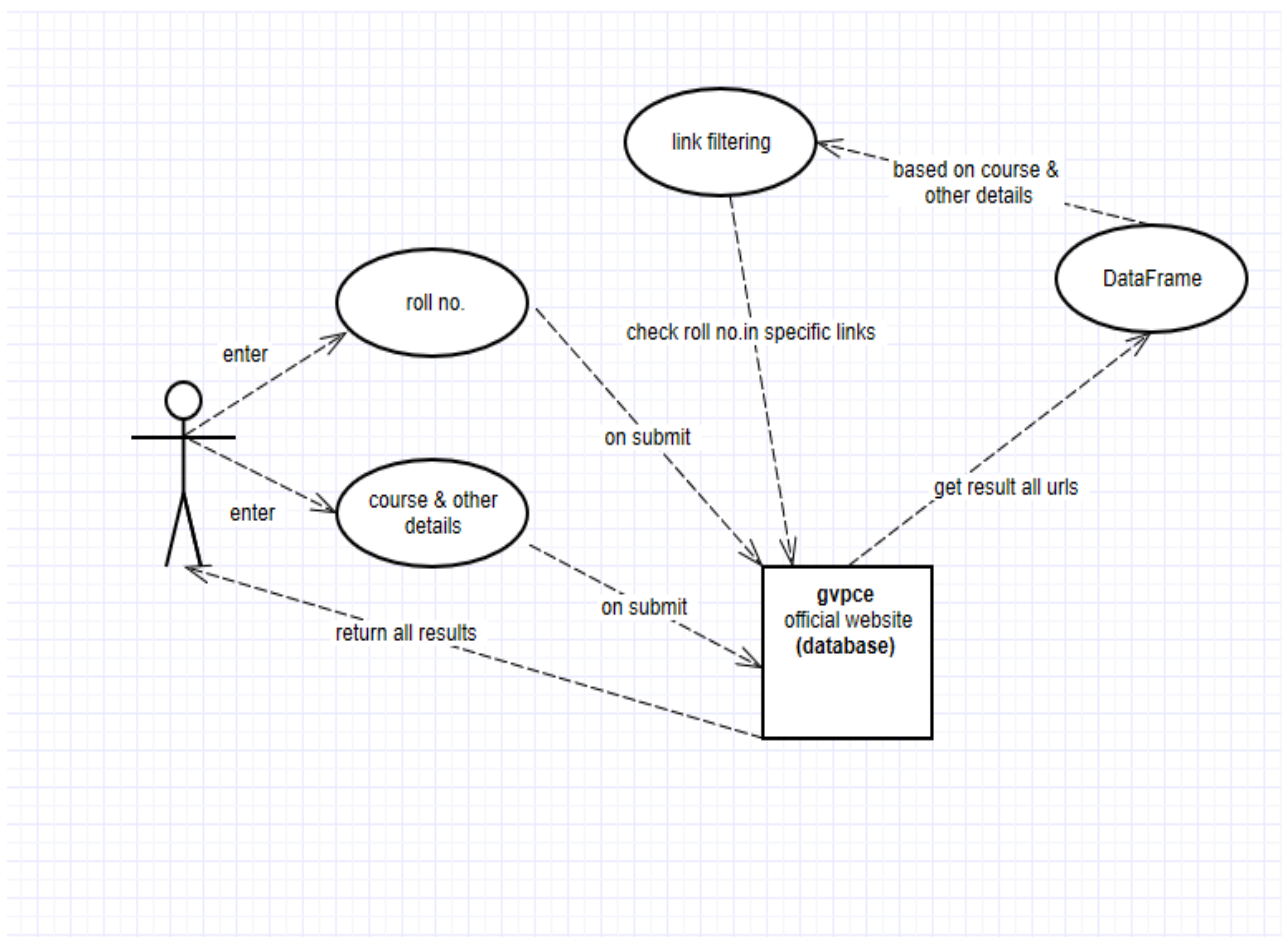 link filtering
based on course &
other details
DataFrame
roll no.
check roll no.in specific links
enter
on submit
course & other
details
enter
get result all urls
on submit
return all results
gvpce
official website
(database)